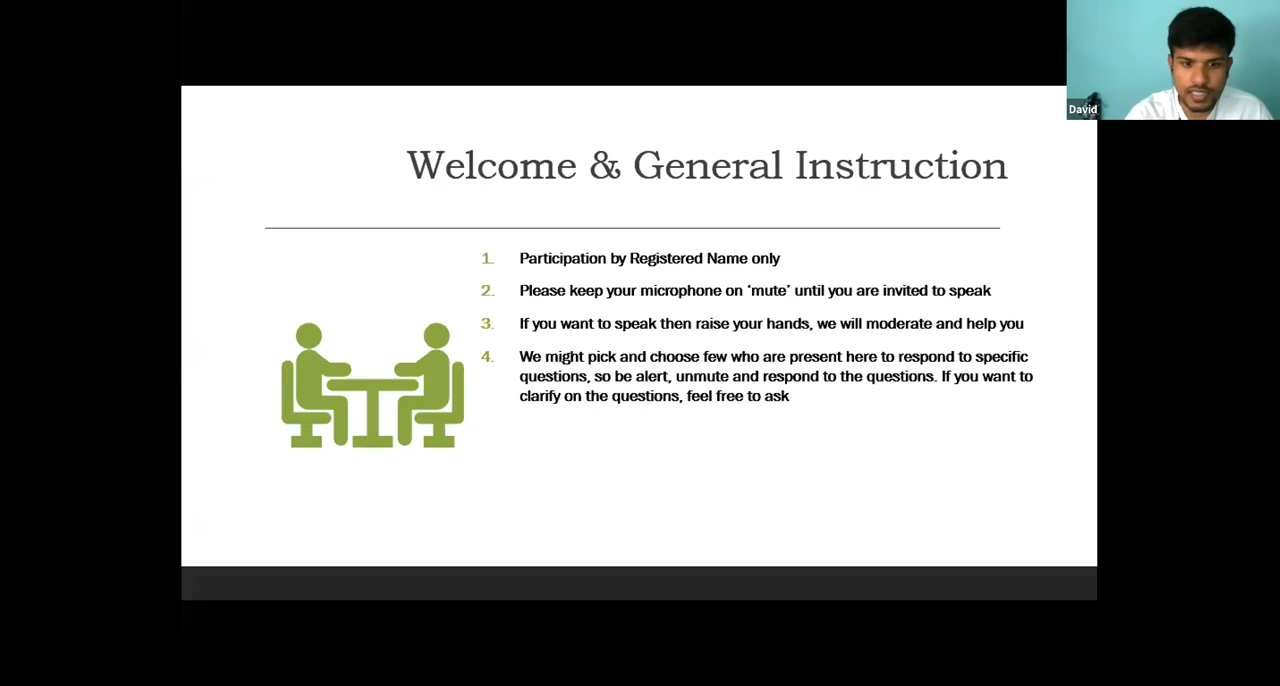 David
Welcome & General Instruction
1. Participation by Registered Name only
2. Please keep your microphone on ‘mute’ until you are invited to speak
3. If you want to speak then raise your hands, we will moderate and help you
4. We might pick and choose few who are present here to respond to specific
questions, so be alert, unmute and respond to the questions. If you want to
clarify on the questions, feel free to ask